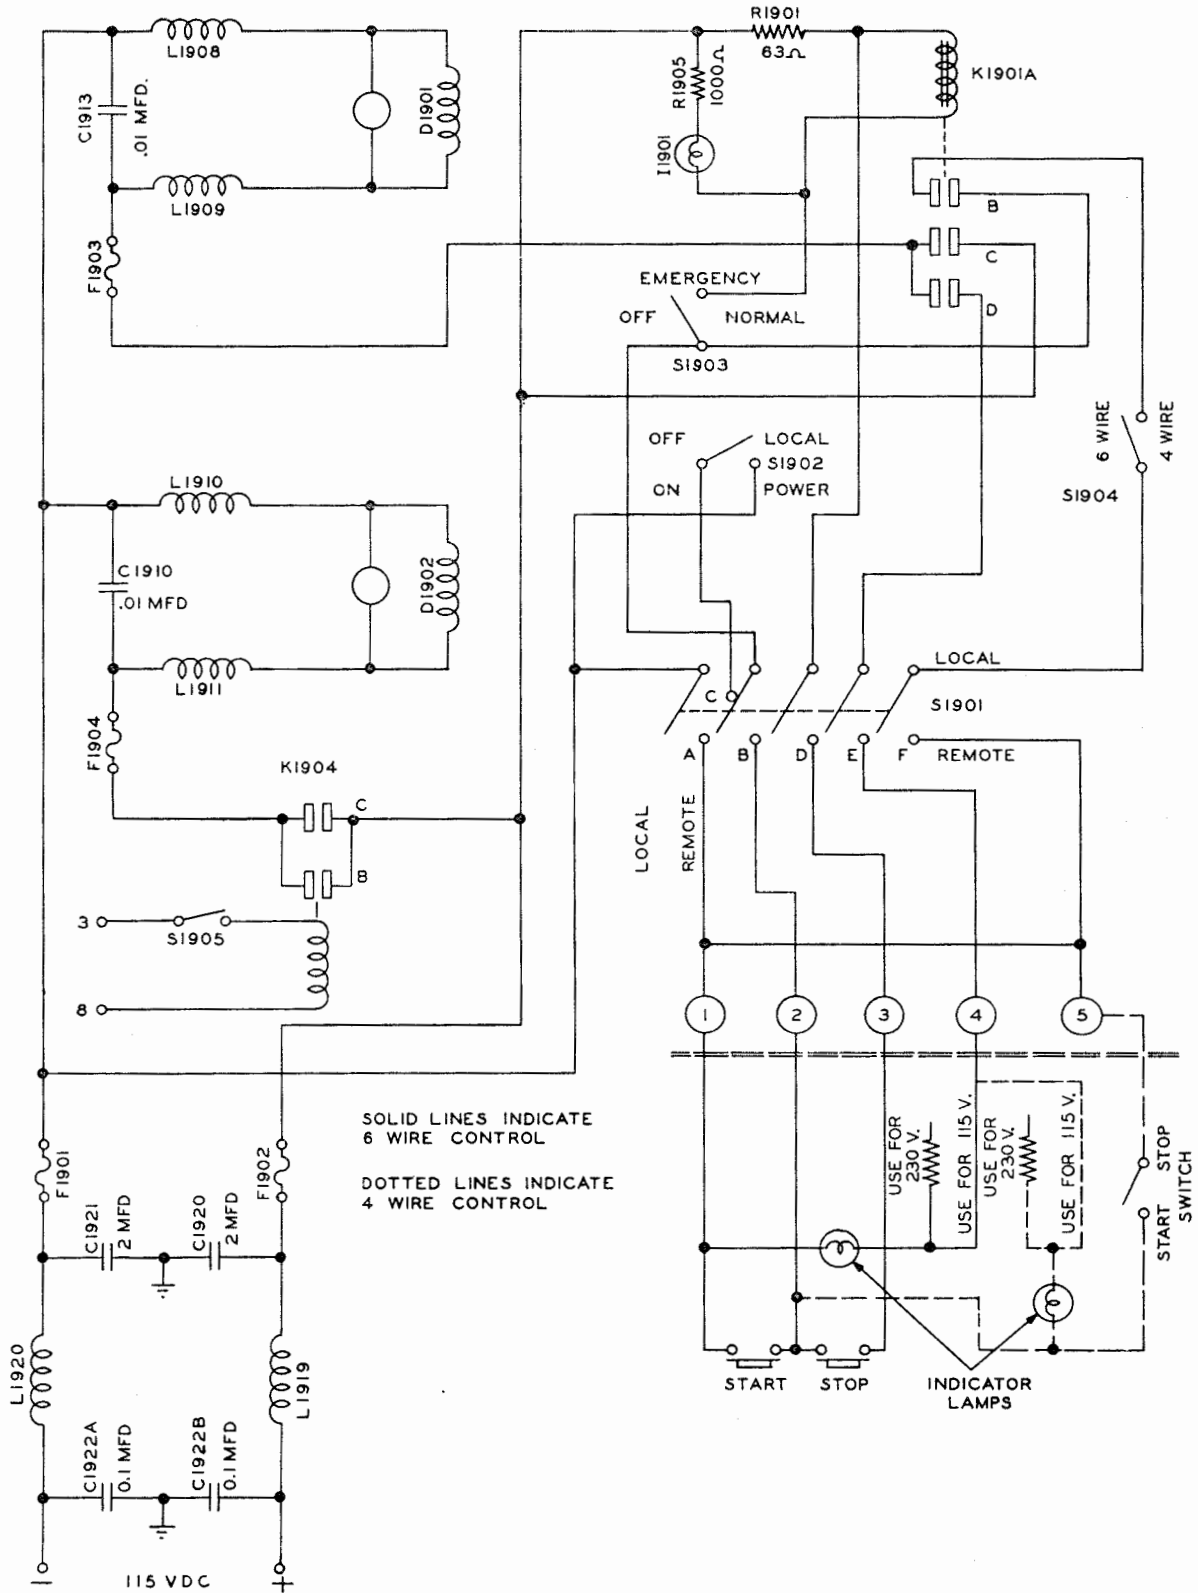 L1908
C1913
.01 MFD.
D1901
L1909
F1903
R1901
63Ω
R1905
1000Ω
K1901A
I1901
B
C
D
EMERGENCY
OFF
NORMAL
S1903
OFF
LOCAL
S1902
ON
POWER
6 WIRE
4 WIRE
S1904
L1910
C1910
.01 MFD
D1902
L1911
F1904
K1904
C
B
3
S1905
8
LOCAL
C
S1901
A
B
D
E
F
REMOTE
LOCAL
REMOTE
1
2
3
4
5
SOLID LINES INDICATE
6 WIRE CONTROL
DOTTED LINES INDICATE
4 WIRE CONTROL
F1901
F1902
C1921
2 MFD
C1920
2 MFD
L1920
L1919
C1922A
0.1 MFD
C1922B
0.1 MFD
—
115 VDC
+
USE FOR
230 V.
USE FOR 115 V.
USE FOR
230 V.
USE FOR 115 V.
START STOP
SWITCH
START
STOP
INDICATOR
LAMPS